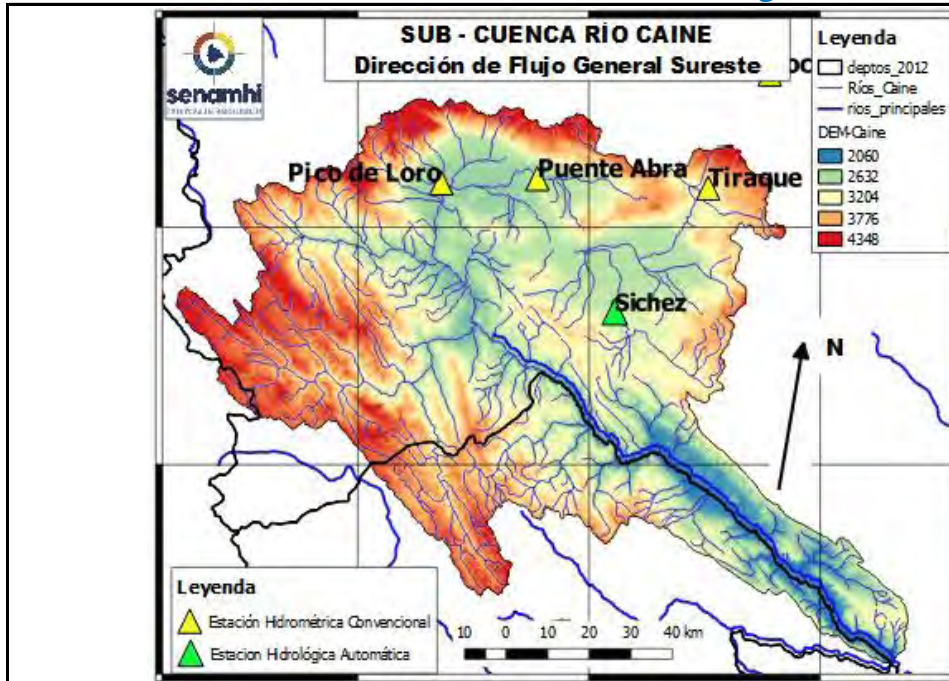 SUB - CUENCA RÍO CAINE
Dirección de Flujo General Sureste
senamhi
Leyenda
deptos_2012
Ríos_Caine
rios_principales
DEM-Caine
2060
2632
3204
3776
4348
Pico de Loro
Puente Abra
Tiraque
Sichez
N
Leyenda
Estación Hidrométrica Convencional
Estacion Hidrológica Automática
10 0 10 20 30 40 km